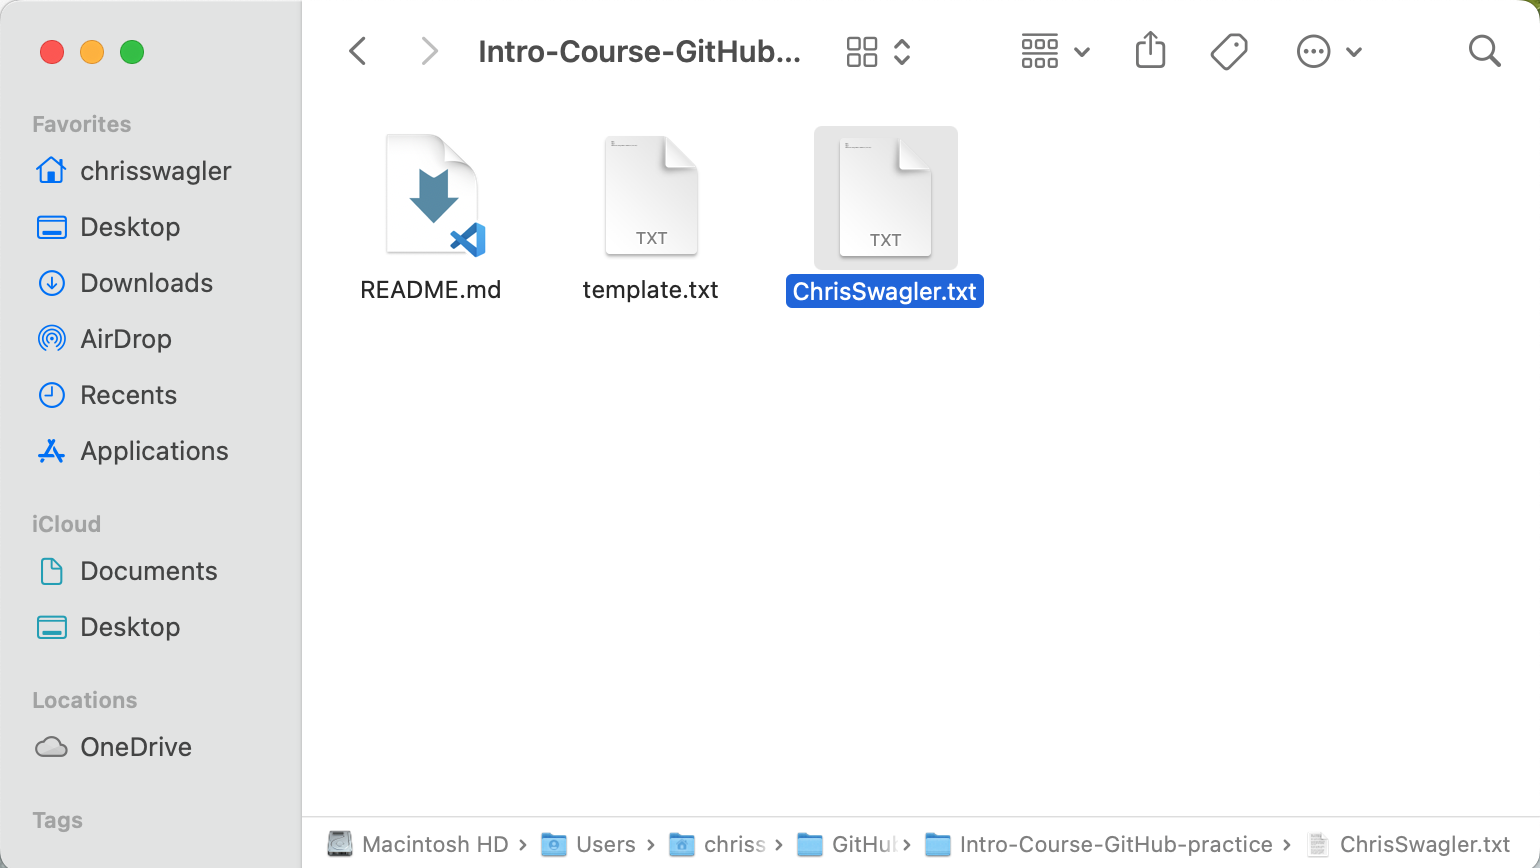 Intro-Course-GitHub...
Favorites
chrisswagler
Desktop
Downloads
AirDrop
Recents
Applications
iCloud
Documents
Desktop
Locations
OneDrive
Tags
TXT
TXT
README.md
template.txt
ChrisSwagler.txt
Macintosh HD › Users › chriss › GitHu › Intro-Course-GitHub-practice › ChrisSwagler.txt